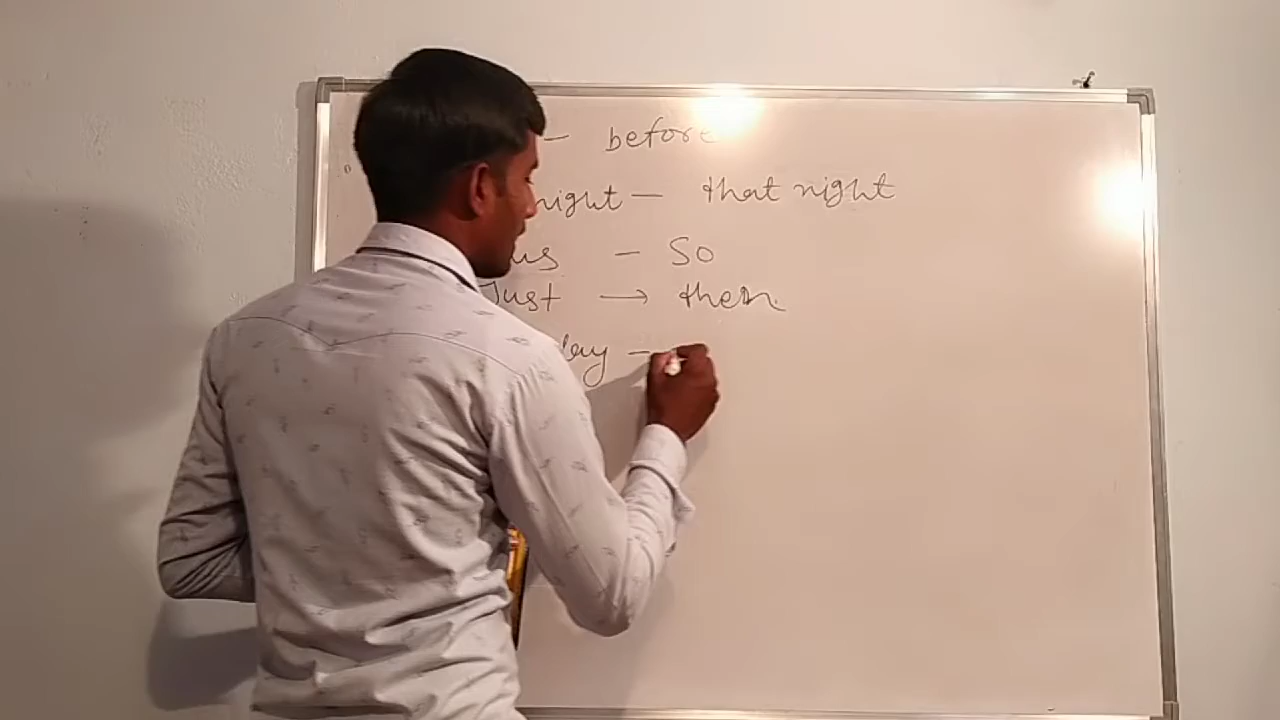 — before
night — that night
us — So
Just → then
day —